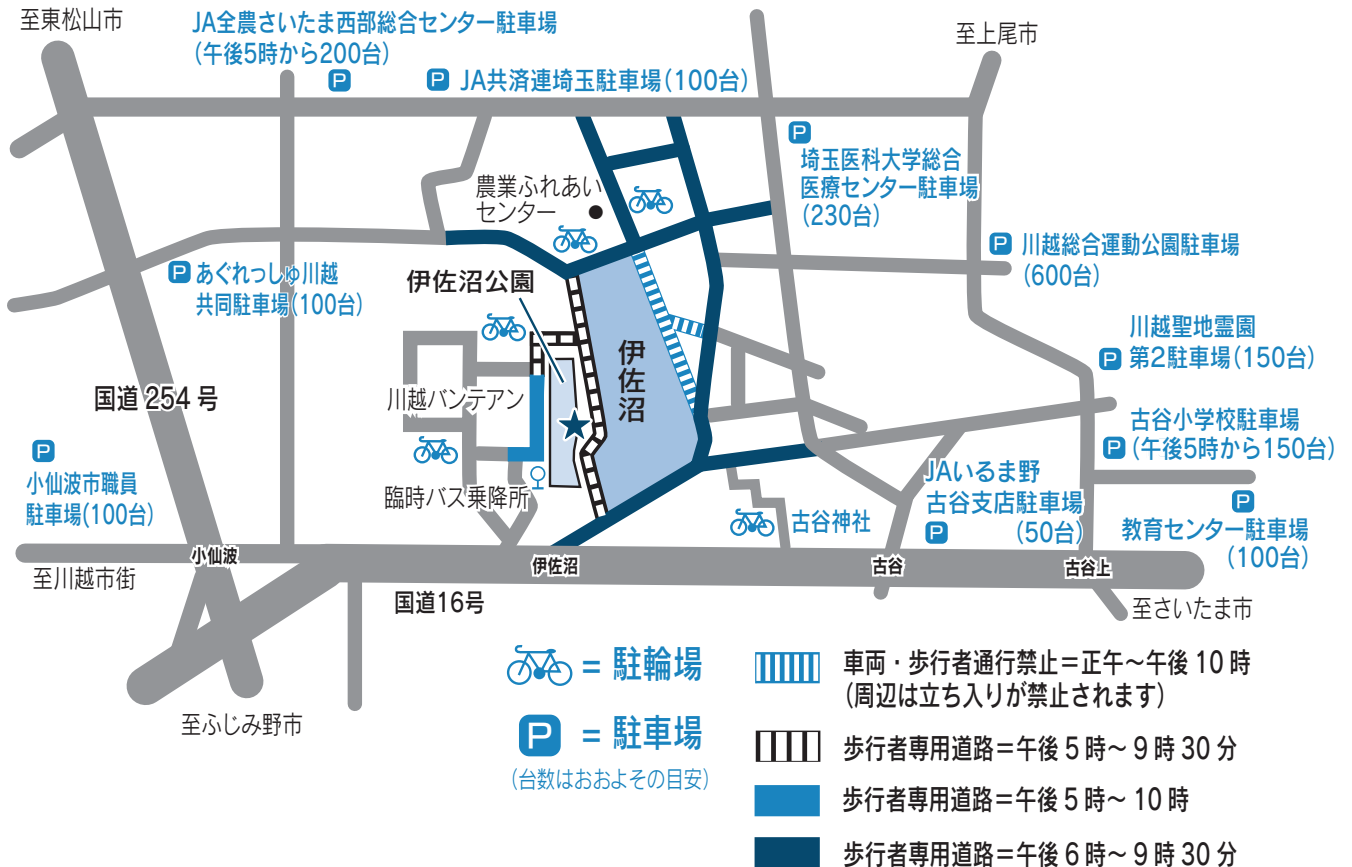 至東松山市
JA全農さいたま西部総合センター駐車場
(午後5時から200台)
P
P JA共済連埼玉駐車場(100台)
至上尾市
P
埼玉医科大学総合
医療センター駐車場
(230台)
農業ふれあい
センター
P 川越総合運動公園駐車場
(600台)
P あぐれっしゅ川越
共同駐車場(100台)
伊佐沼公園
伊佐沼
川越聖地霊園
P 第2駐車場(150台)
国道254号
川越バンテアン
古谷小学校駐車場
P (午後5時から150台)
P
小仙波市職員
駐車場(100台)
臨時バス乗降所
古谷神社
JAいるま野
古谷支店駐車場
P (50台)
P
教育センター駐車場
(100台)
小仙波
伊佐沼
古谷
古谷上
至川越市街
国道16号
至さいたま市
至ふじみ野市
= 駐輪場
P = 駐車場
(台数はおおよその目安)
車両・歩行者通行禁止=正午～午後10時
(周辺は立ち入りが禁止されます)
歩行者専用道路=午後5時～9時30分
歩行者専用道路=午後5時～10時
歩行者専用道路=午後6時～9時30分